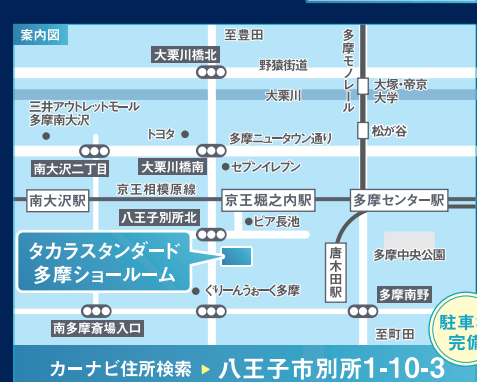 案内図
至豊田
多摩モノレール
大栗川橋北
野猿街道
大塚・帝京
大学
大栗川
三井アウトレットモール
多摩南大沢
トヨタ
多摩ニュータウン通り
松が谷
南大沢二丁目
大栗川橋南
セブンイレブン
京王相模原線
南大沢駅
京王堀之内駅
多摩センター駅
八王子別所北
ピア長池
タカラスタンダード
多摩ショールーム
唐木田駅
多摩中央公園
ぐりーんうぉーく多摩
多摩南野
南多摩斎場入口
至町田
駐車
完備
カーナビ住所検索 ▶ 八王子市別所1-10-3